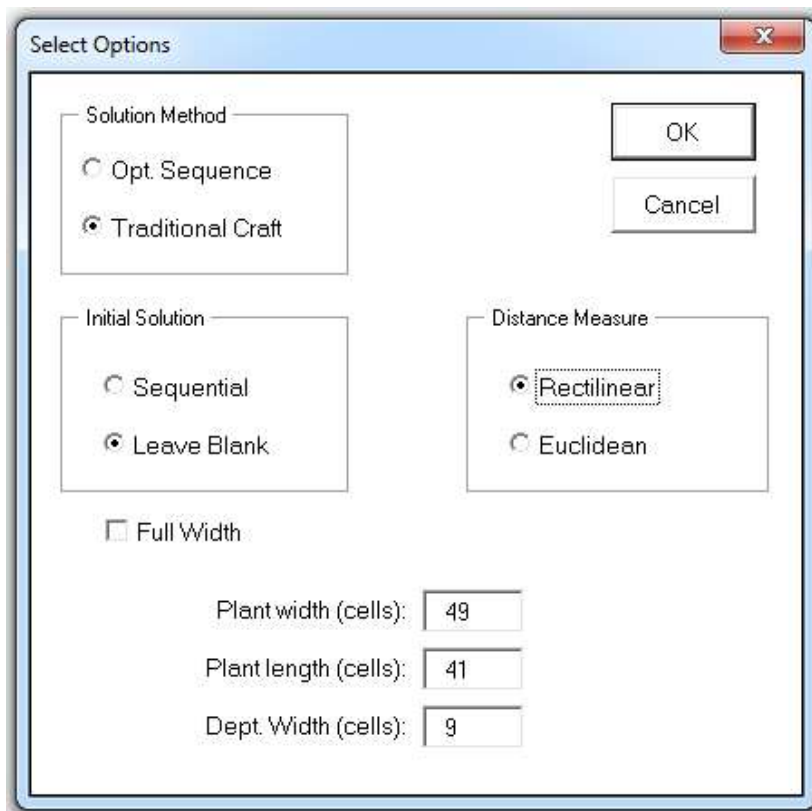 Select Options
Solution Method
Opt. Sequence
Traditional Craft
OK
Cancel
Initial Solution
Sequential
Leave Blank
Distance Measure
Rectilinear
Euclidean
Full Width
Plant width (cells): 49
Plant length (cells): 41
Dept. Width (cells): 9